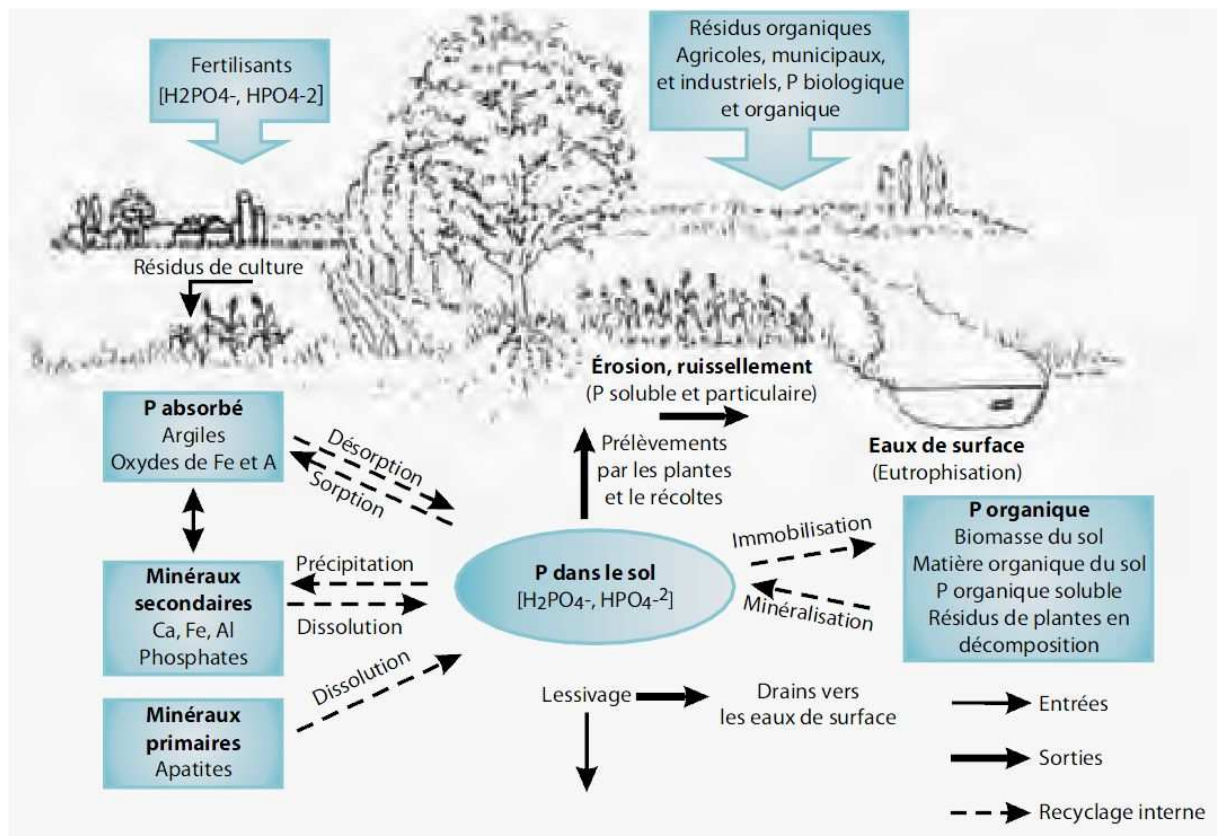 Fertilisants
[H2PO4-, HPO4-2]
Résidus organiques
Agricoles, municipaux,
et industriels, P biologique
et organique
Résidus de culture
Érosion, ruissellement
(P soluble et particulaire)
P absorbé
Argiles
Oxydes de Fe et A
Désorption
Sorption
Prélèvements
par les plantes
et le récoltes
Eaux de surface
(Eutrophisation)
P organique
Biomasse du sol
Matière organique du sol
P organique soluble
Résidus de plantes en
décomposition
Immobilisation
Minéralisation
P dans le sol
[H2PO4-, HPO4-²]
Précipitation
Dissolution
Minéraux
secondaires
Ca, Fe, Al
Phosphates
Dissolution
Minéraux
primaires
Apatites
Lessivage
Drains vers
les eaux de surface
Entrées
Sorties
Recyclage interne